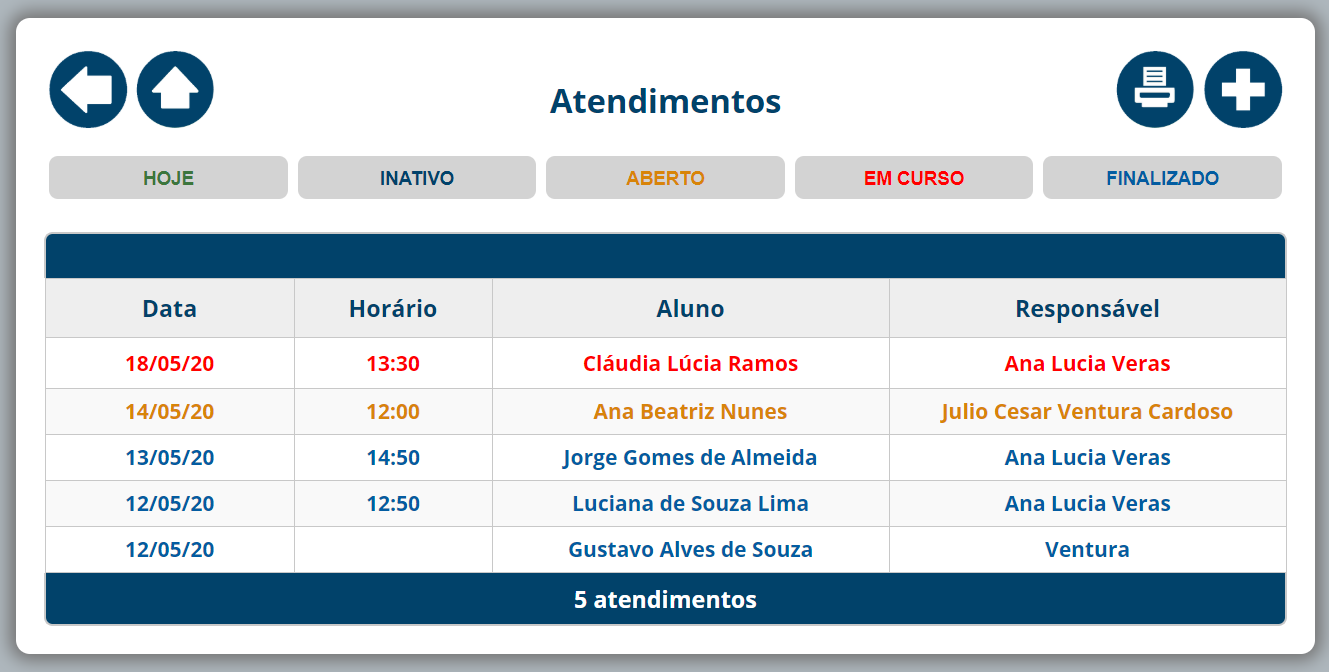 Atendimentos
HOJE INATIVO ABERTO EM CURSO FINALIZADO
Data Horário Aluno Responsável
18/05/20 13:30 Cláudia Lúcia Ramos Ana Lucia Veras
14/05/20 12:00 Ana Beatriz Nunes Julio Cesar Ventura Cardoso
13/05/20 14:50 Jorge Gomes de Almeida Ana Lucia Veras
12/05/20 12:50 Luciana de Souza Lima Ana Lucia Veras
12/05/20 Gustavo Alves de Souza Ventura
5 atendimentos